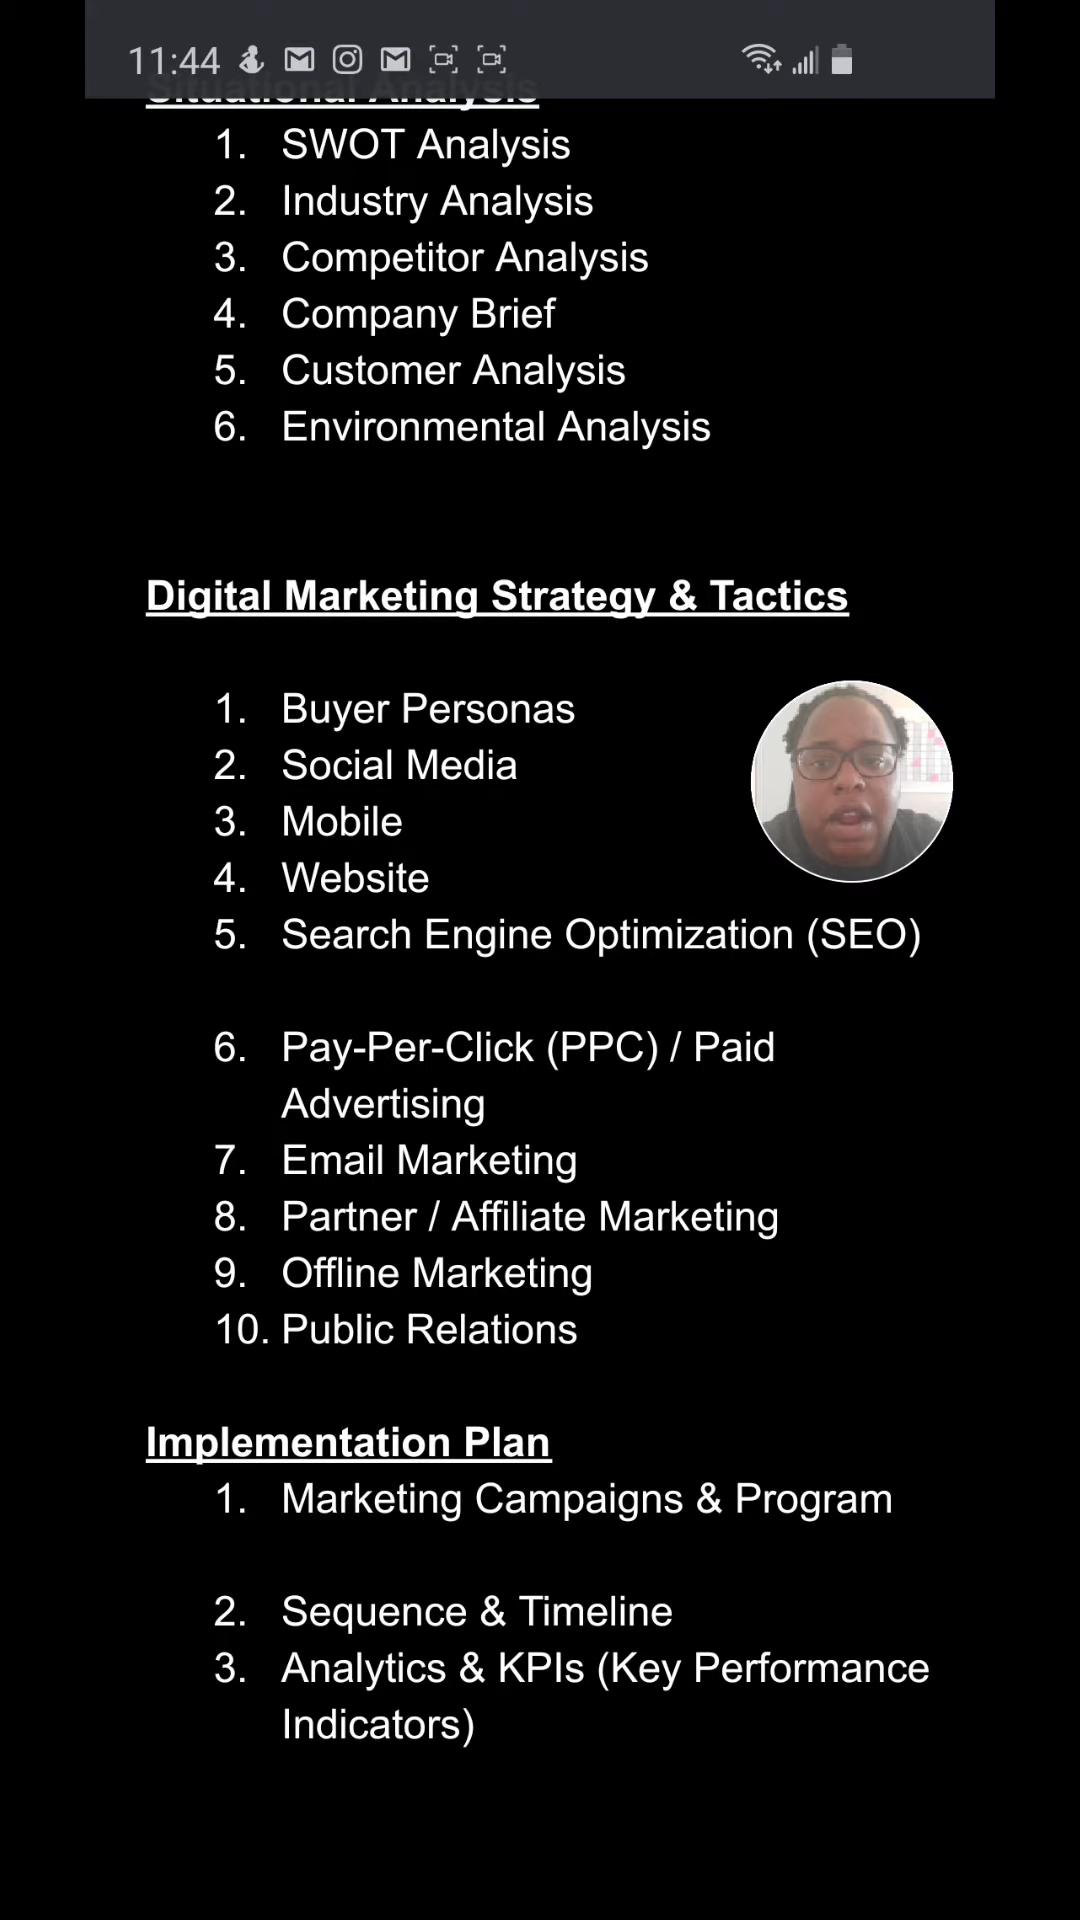 11:44
Situational Analysis
1. SWOT Analysis
2. Industry Analysis
3. Competitor Analysis
4. Company Brief
5. Customer Analysis
6. Environmental Analysis
Digital Marketing Strategy & Tactics
1. Buyer Personas
2. Social Media
3. Mobile
4. Website
5. Search Engine Optimization (SEO)
6. Pay-Per-Click (PPC) / Paid
Advertising
7. Email Marketing
8. Partner / Affiliate Marketing
9. Offline Marketing
10. Public Relations
Implementation Plan
1. Marketing Campaigns & Program
2. Sequence & Timeline
3. Analytics & KPIs (Key Performance
Indicators)